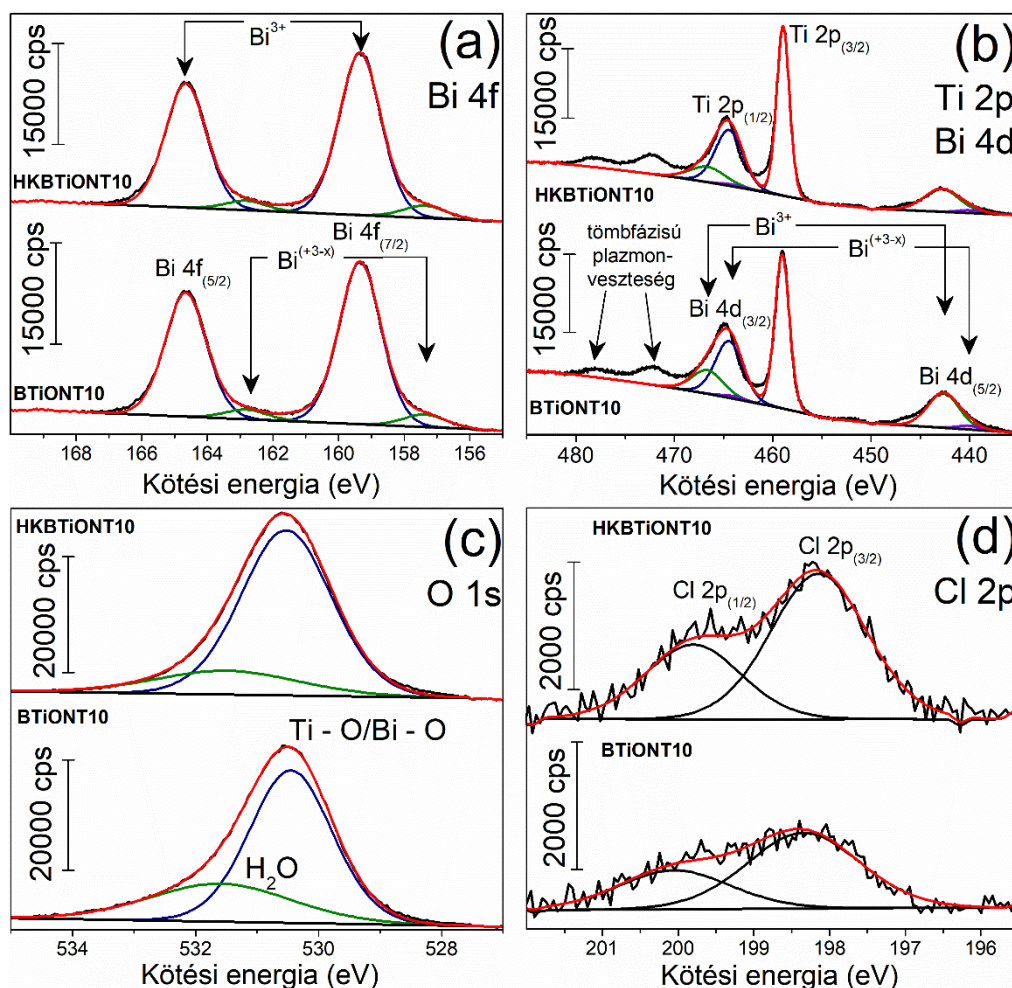 (a)
Bi 4f
Bi3+
15000 cps
HKBTiONT10
Bi 4f(7/2)
Bi 4f(5/2)
Bi(+3-x)
15000 cps
BTiONT10
168 166 164 162 160 158 156
Kötési energia (eV)
(b)
Ti 2p
Bi 4d
Ti 2p(3/2)
Ti 2p(1/2)
15000 cps
HKBTiONT10
tömbfázisú
plazmon-
veszteség
Bi3+
Bi(+3-x)
Bi 4d(3/2)
Bi 4d(5/2)
15000 cps
BTiONT10
480 470 460 450 440
Kötési energia (eV)
HKBTiONT10
(c)
O 1s
20000 cps
BTiONT10
Ti - O/Bi - O
H2O
20000 cps
534 532 530 528
Kötési energia (eV)
HKBTiONT10
(d)
Cl 2p
Cl 2p(3/2)
Cl 2p(1/2)
2000 cps
BTiONT10
2000 cps
201 200 199 198 197 196
Kötési energia (eV)